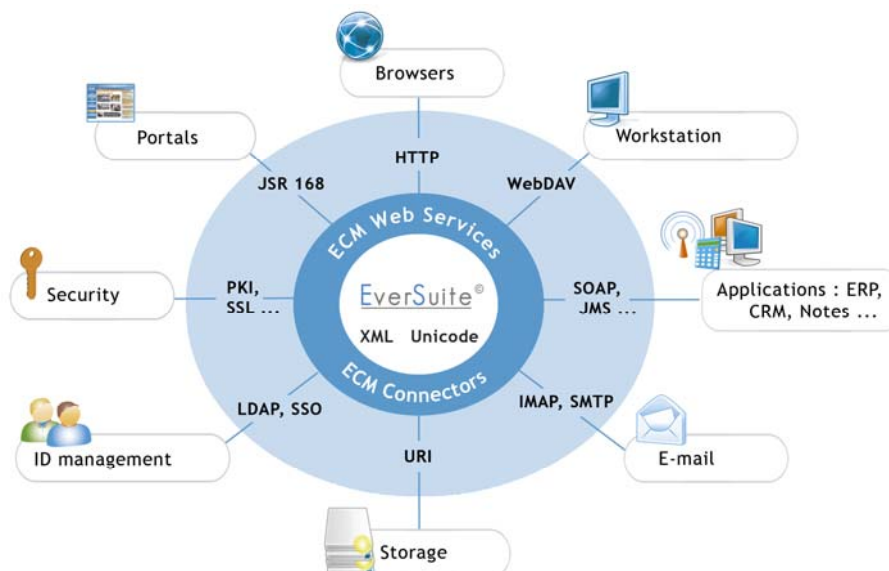 Browsers
Portals
Workstation
HTTP
JSR 168
WebDAV
ECM Web Services
Security
PKI,
SSL ...
EverSuite©
XML Unicode
SOAP,
JMS ...
Applications : ERP,
CRM, Notes ...
ECM Connectors
LDAP, SSO
IMAP, SMTP
ID management
URI
E-mail
Storage